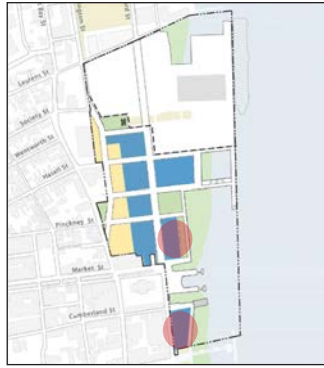 Laurens St
Society St
Wentworth St
Hasell St
Pinckney St
Market St
Cumberland St